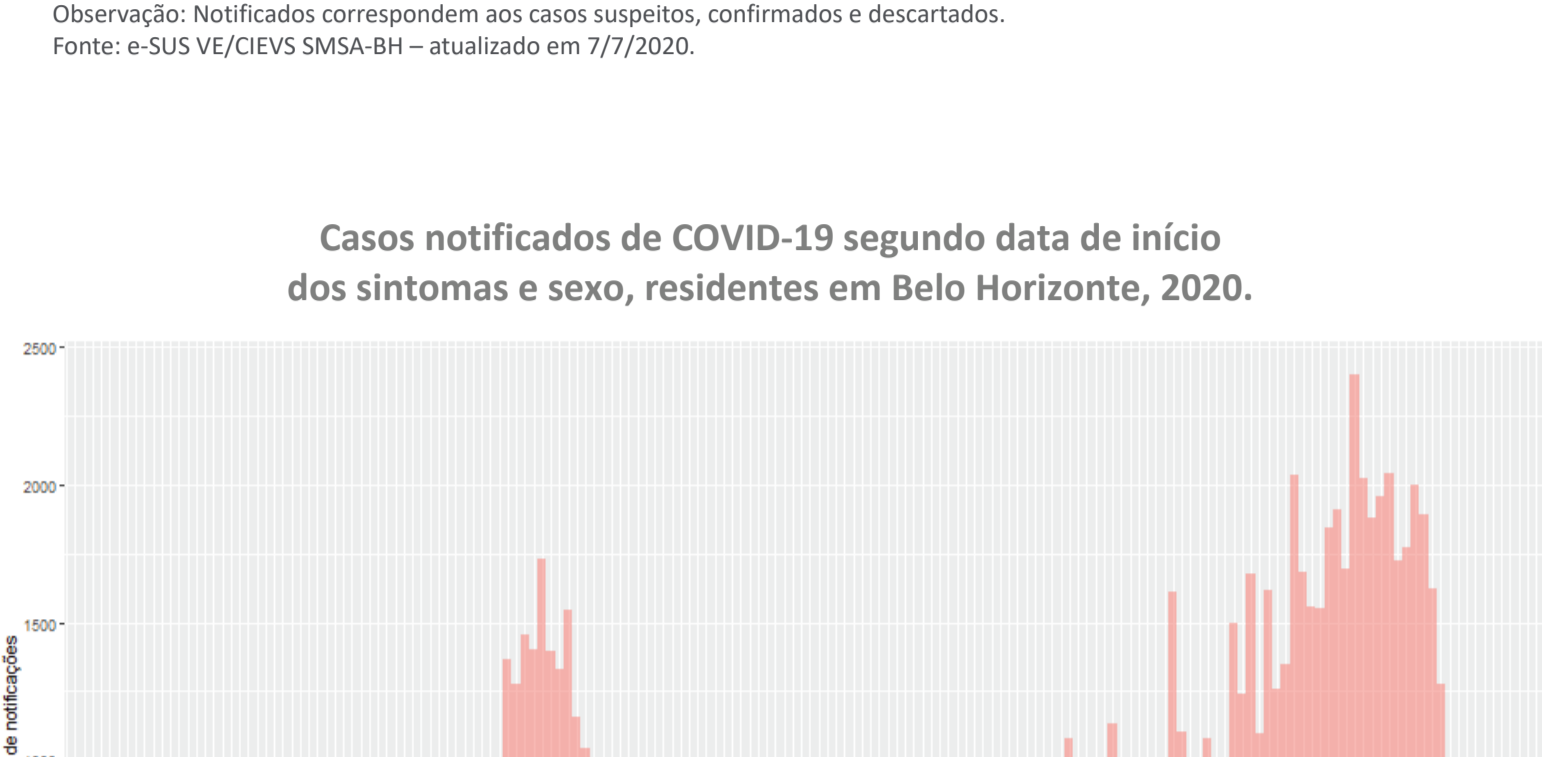 Observação: Notificados correspondem aos casos suspeitos, confirmados e descartados.
Fonte: e-SUS VE/CIEVS SMSA-BH – atualizado em 7/7/2020.
Casos notificados de COVID-19 segundo data de início
dos sintomas e sexo, residentes em Belo Horizonte, 2020.
2500
2000
1500
de notificações